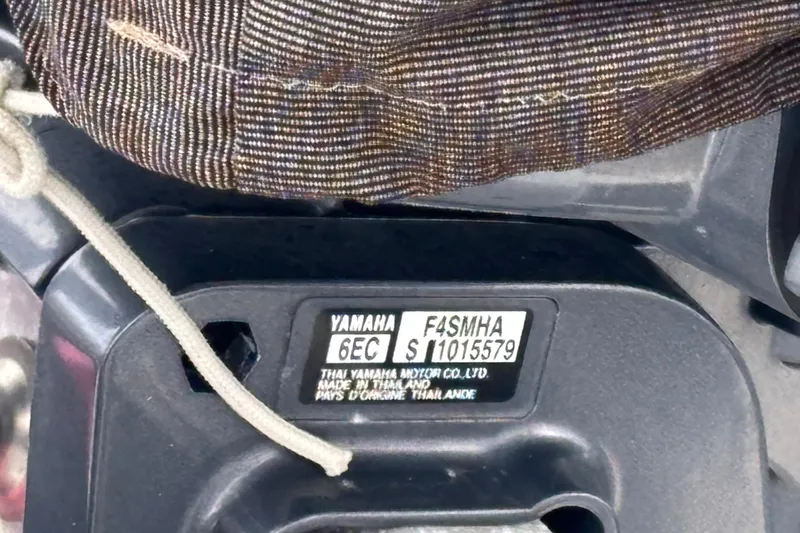 YAMAHA F4SMHA
6EC S 1015579
THAI YAMAHA MOTOR CO.,LTD.
MADE IN THAILAND
PAYS D'ORIGINE THAILANDE